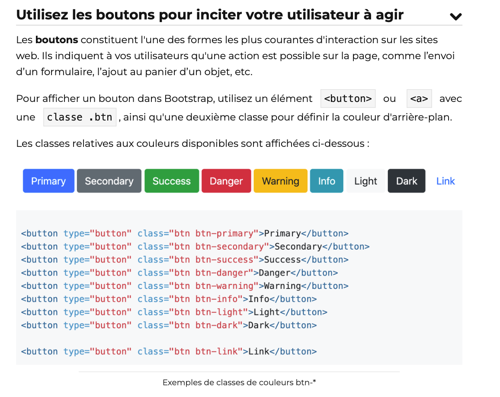 Utilisez les boutons pour inciter votre utilisateur à agir
Les boutons constituent l'une des formes les plus courantes d'interaction sur les sites
web. Ils indiquent à vos utilisateurs qu'une action est possible sur la page, comme l'envoi
d'un formulaire, l'ajout au panier d'un objet, etc.
Pour afficher un bouton dans Bootstrap, utilisez un élément <button> ou <a> avec
une classe .btn , ainsi qu'une deuxième classe pour définir la couleur d'arrière-plan.
Les classes relatives aux couleurs disponibles sont affichées ci-dessous :
Primary Secondary Success Danger Warning Info Light Dark Link
<button type="button" class="btn btn-primary">Primary</button>
<button type="button" class="btn btn-secondary">Secondary</button>
<button type="button" class="btn btn-success">Success</button>
<button type="button" class="btn btn-danger">Danger</button>
<button type="button" class="btn btn-warning">Warning</button>
<button type="button" class="btn btn-info">Info</button>
<button type="button" class="btn btn-light">Light</button>
<button type="button" class="btn btn-dark">Dark</button>
<button type="button" class="btn btn-link">Link</button>
Exemples de classes de couleurs btn-*